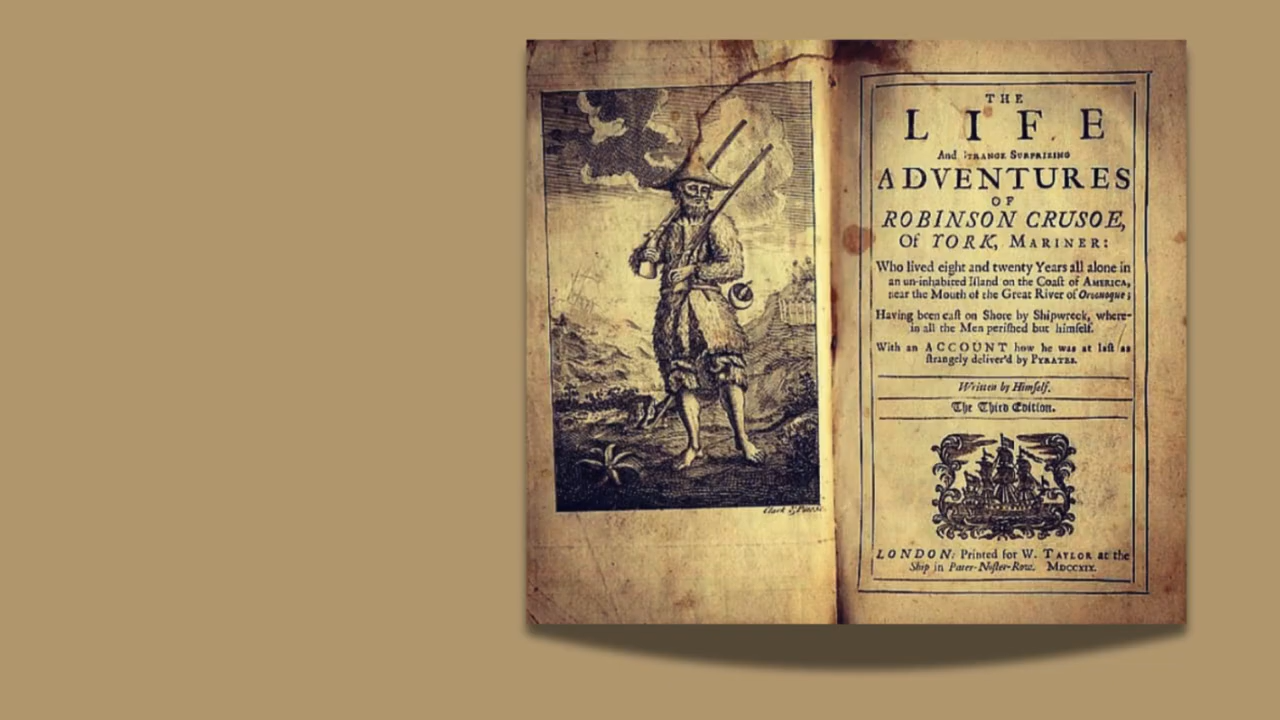 THE
LIFE
And STRANGE SURPRIZING
ADVENTURES
OF
ROBINSON CRUSOE,
Of YORK, MARINER:
Who lived eight and twenty Years all alone in
an un-inhabited Iſland on the Coaſt of AMERICA,
near the Mouth of the Great River of Oroonoque;
Having been caſt on Shore by Shipwreck, where-
in all the Men periſhed but himſelf.
With an ACCOUNT how he was at laſt as
ſtrangely deliver'd by PYRATES.
Written by Himſelf.
The Third Edition.
LONDON: Printed for W. TAYLOR at the
Ship in Pater-Noſter-Row. MDCCXIX.
Clark &